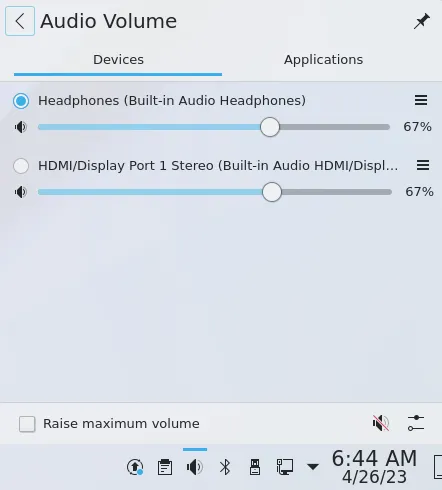 Audio Volume
Devices
Applications
Headphones (Built-in Audio Headphones)
67%
HDMI/Display Port 1 Stereo (Built-in Audio HDMI/Displ...
67%
Raise maximum volume
6:44 AM
4/26/23